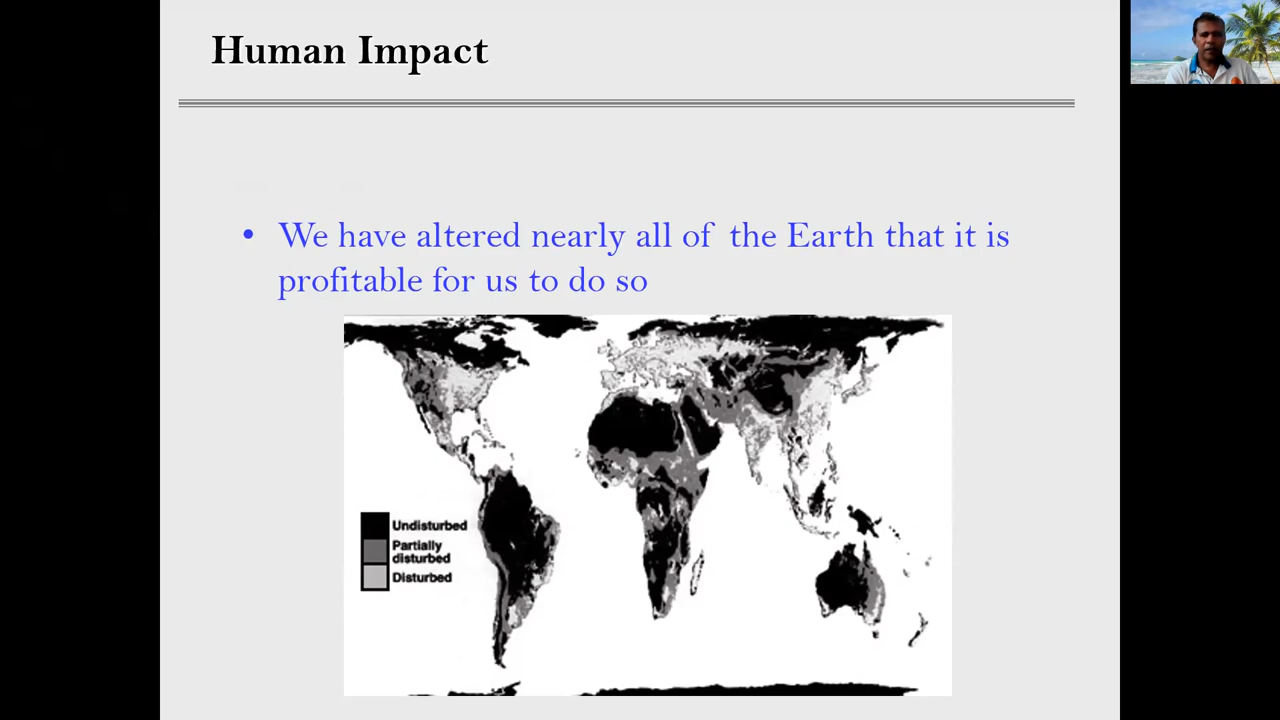 Human Impact
• We have altered nearly all of the Earth that it is
profitable for us to do so
Undisturbed
Partially
disturbed
Disturbed